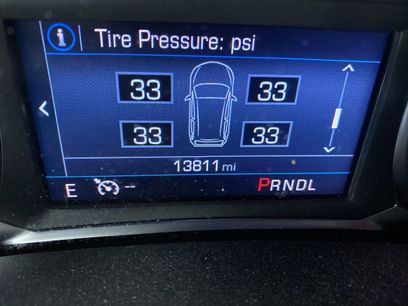 i Tire Pressure: psi
33 33
33 33
13811 mi
E -- PRNDL